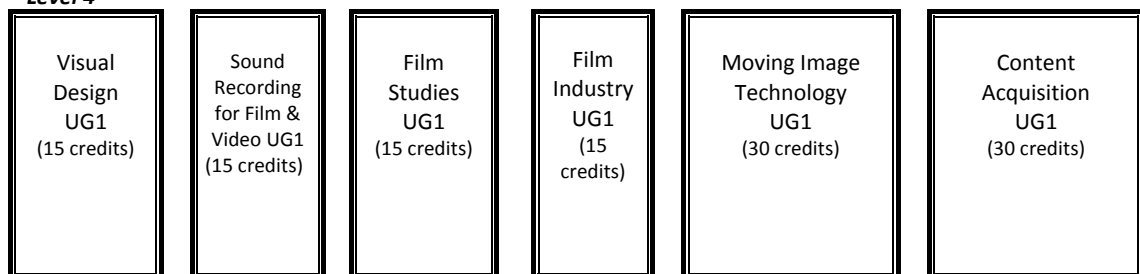 Level 4
Visual
Design
UG1
(15 credits)
Sound
Recording
for Film &
Video UG1
(15 credits)
Film
Studies
UG1
(15 credits)
Film
Industry
UG1
(15
credits)
Moving Image
Technology
UG1
(30 credits)
Content
Acquisition
UG1
(30 credits)